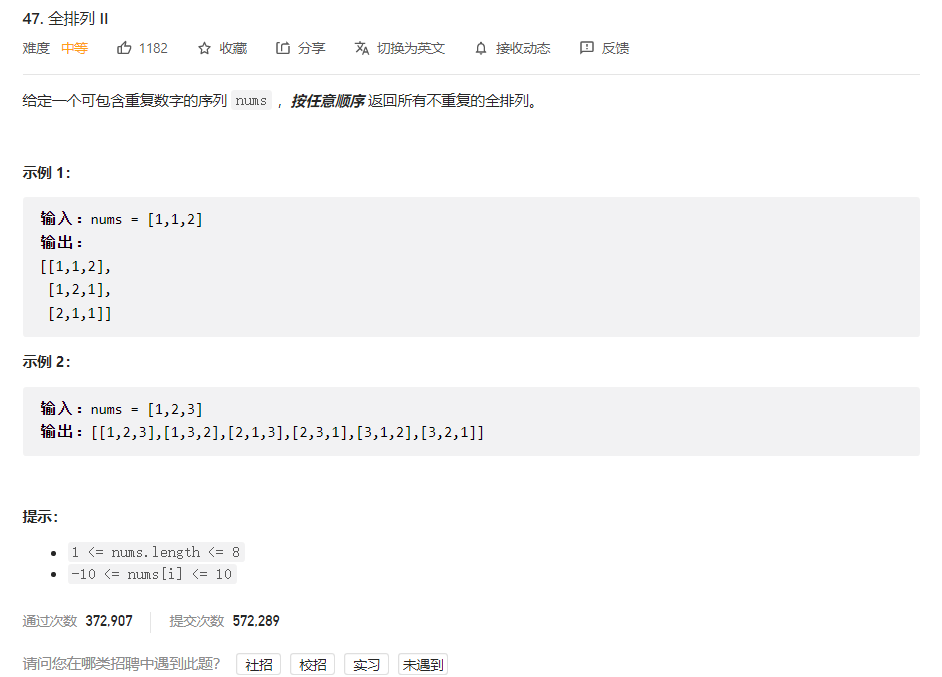 47. 全排列 II
难度 中等 1182 收藏 分享 切换为英文 接收动态 反馈
给定一个可包含重复数字的序列 nums ，按任意顺序 返回所有不重复的全排列。
示例 1：
输入：nums = [1,1,2]
输出：
[[1,1,2],
[1,2,1],
[2,1,1]]
示例 2：
输入：nums = [1,2,3]
输出：[[1,2,3],[1,3,2],[2,1,3],[2,3,1],[3,1,2],[3,2,1]]
提示：
1 <= nums.length <= 8
-10 <= nums[i] <= 10
通过次数 372,907 提交次数 572,289
请问您在哪类招聘中遇到此题？ 社招 校招 实习 未遇到